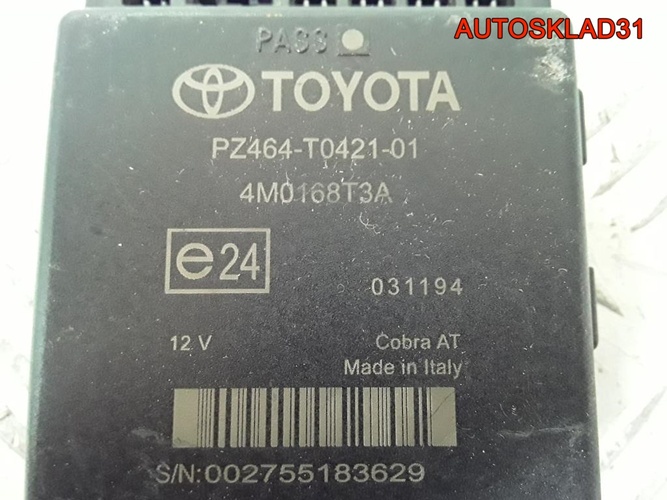 AUTOSKLAD31
PASS
TOYOTA
PZ464-T0421-01
4M0168T3A
e24
031194
12 V
Cobra AT
Made in Italy
S/N:002755183629